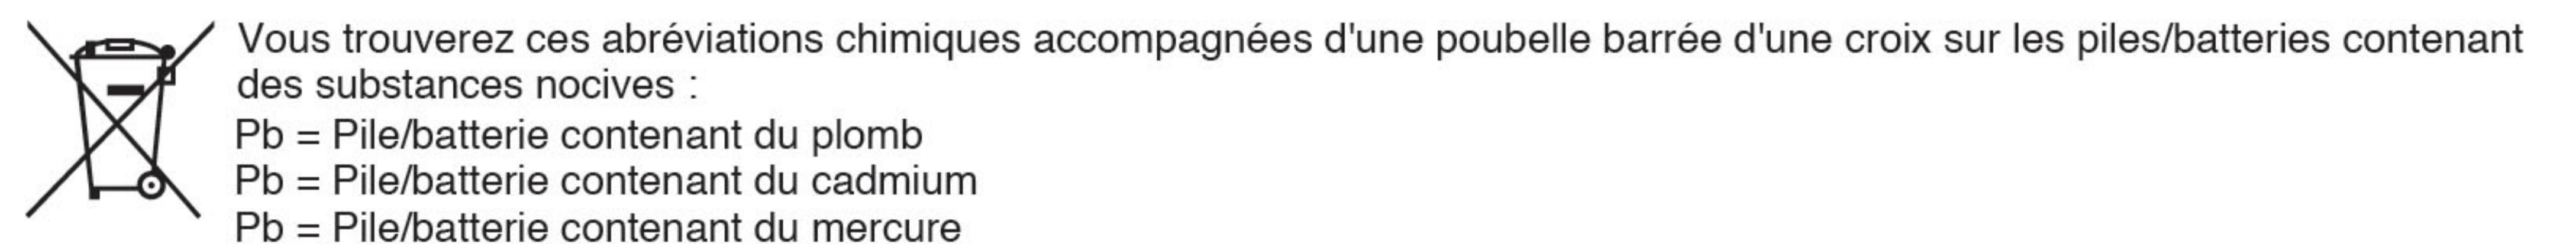 Vous trouverez ces abréviations chimiques accompagnées d'une poubelle barrée d'une croix sur les piles/batteries contenant
des substances nocives :
Pb = Pile/batterie contenant du plomb
Pb = Pile/batterie contenant du cadmium
Pb = Pile/batterie contenant du mercure